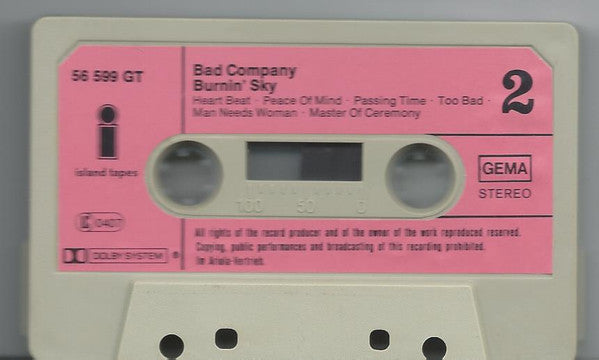 56 599 GT
Bad Company
Burnin' Sky
Heart Beat · Peace Of Mind · Passing Time · Too Bad ·
Man Needs Woman · Master Of Ceremony
2
island tapes
100 50 0
GEMA
STEREO
0407
DOLBY SYSTEM ®
All rights of the record producer and of the owner of the work reproduced reserved.
Copying, public performances and broadcasting of this recording prohibited.
Im Ariola-Vertrieb.